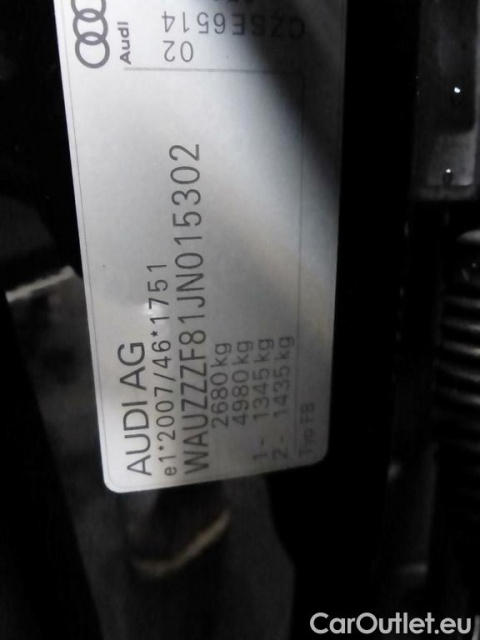 AUDI AG
e1*2007/46*1751
WAUZZZF81JN015302
2680 kg
4980 kg
1- 1345 kg
2- 1435 kg
Typ F8
Audi
02
CZSE6514
CarOutlet.eu